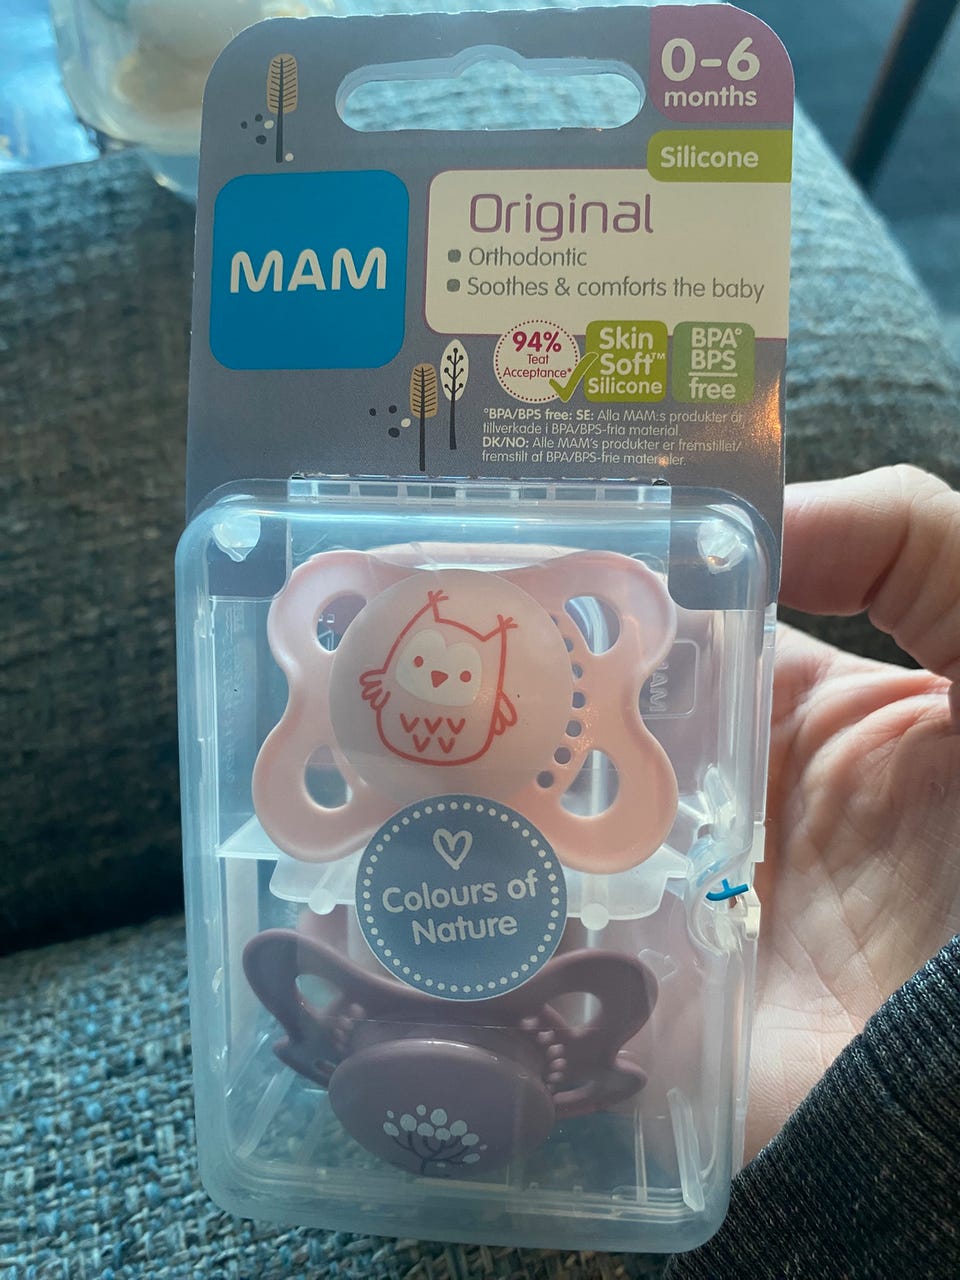 0-6
months
Silicone
MAM
Original
Orthodontic
Soothes & comforts the baby
94%
Teat
Acceptance*
Skin
Soft™
Silicone
BPA°
BPS
free
°BPA/BPS free: SE: Alla MAM:s produkter är
tillverkade i BPA/BPS-fria material.
DK/NO: Alle MAM's produkter er fremstillet/
fremstilt af BPA/BPS-frie materialer.
MAM
Colours of
Nature